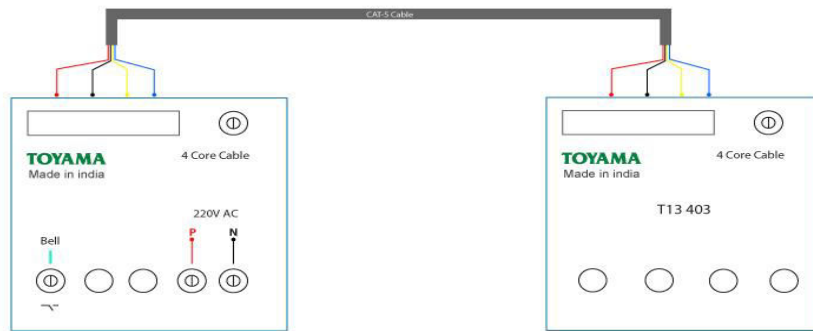 CAT-5 Cable
TOYAMA
4 Core Cable
Made in india
220V AC
P
N
Bell
TOYAMA
4 Core Cable
Made in india
T13 403